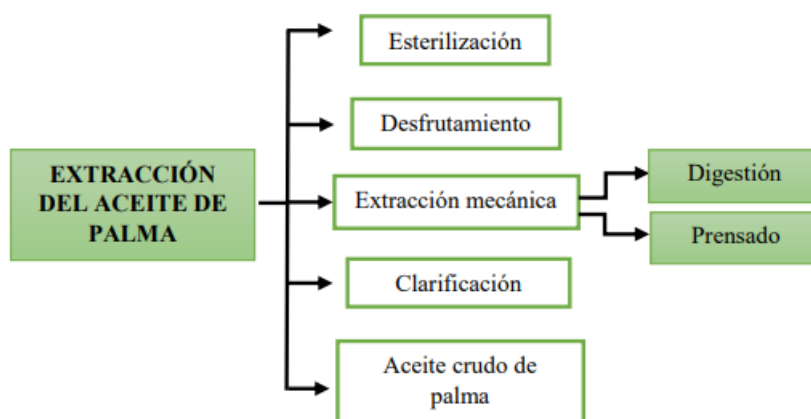 EXTRACCIÓN
DEL ACEITE DE
PALMA
Esterilización
Desfrutamiento
Extracción mecánica
Digestión
Prensado
Clarificación
Aceite crudo de
palma